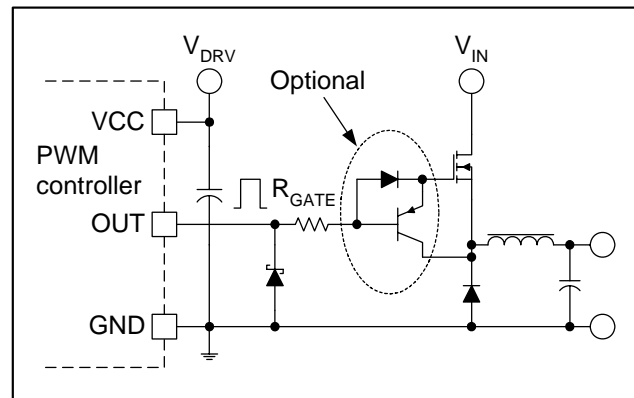 V_DRV
V_IN
Optional
VCC
PWM
controller
R_GATE
OUT
GND